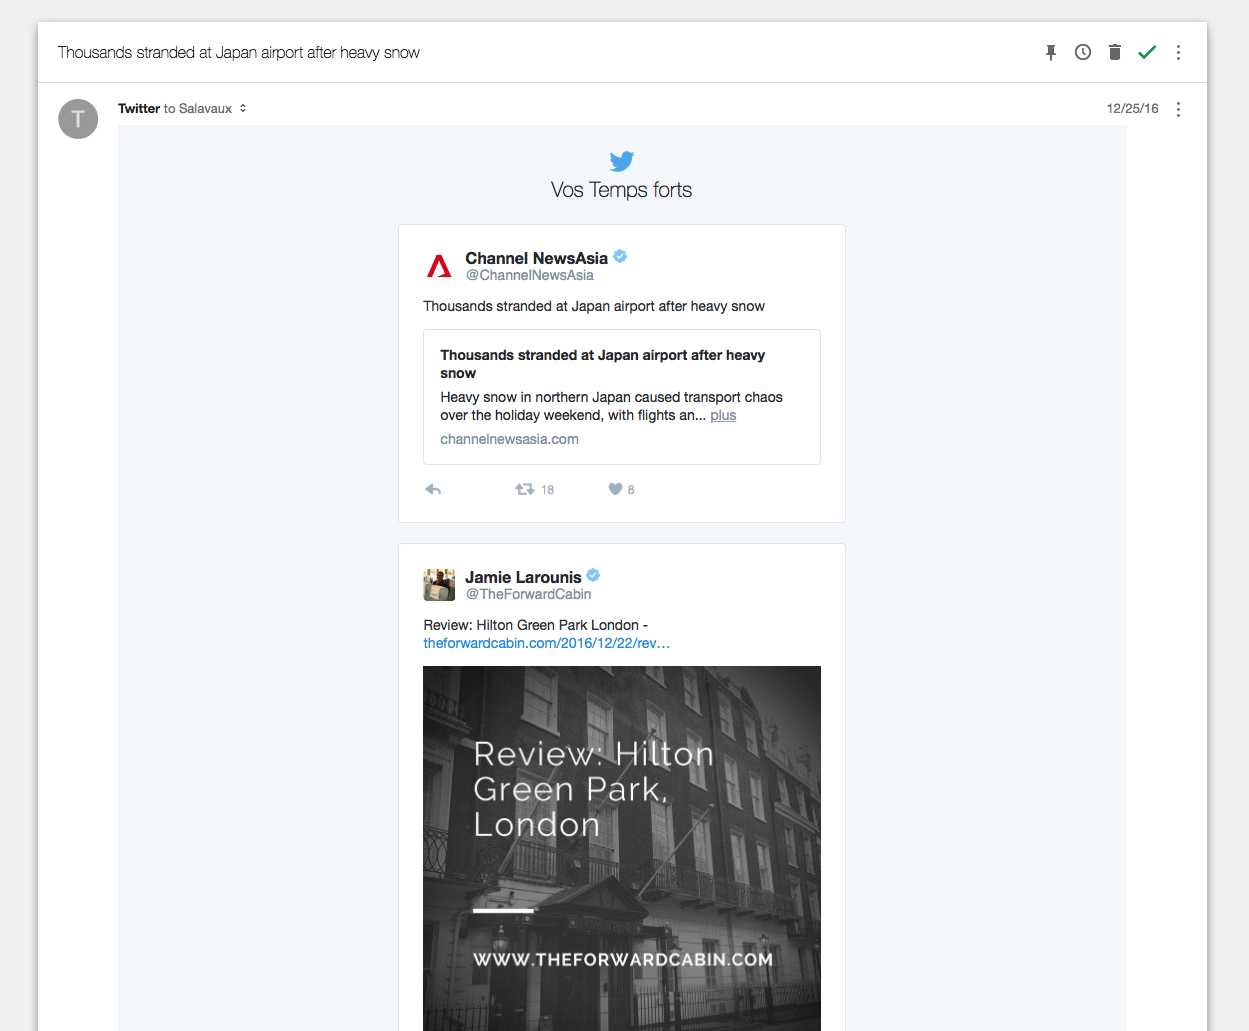 Thousands stranded at Japan airport after heavy snow
T
Twitter to Salavaux
12/25/16
Vos Temps forts
Channel NewsAsia
@ChannelNewsAsia
Thousands stranded at Japan airport after heavy snow
Thousands stranded at Japan airport after heavy
snow
Heavy snow in northern Japan caused transport chaos
over the holiday weekend, with flights an... plus
channelnewsasia.com
18
8
Jamie Larounis
@TheForwardCabin
Review: Hilton Green Park London -
theforwardcabin.com/2016/12/22/rev…
Review: Hilton
Green Park,
London
WWW.THEFORWARDCABIN.COM